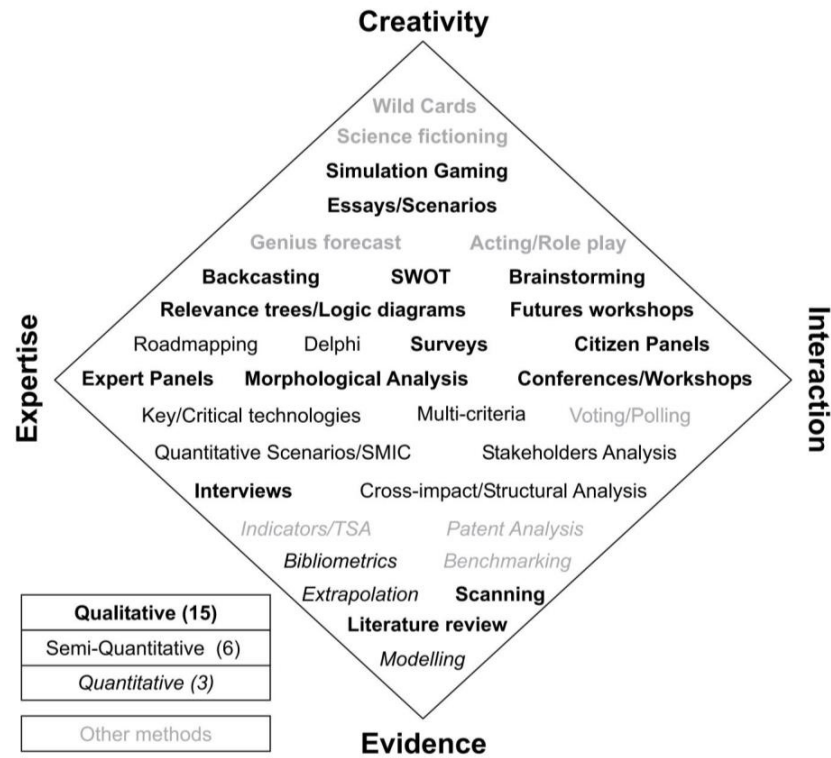 Creativity
Wild Cards
Science fictioning
Simulation Gaming
Essays/Scenarios
Genius forecast Acting/Role play
Backcasting SWOT Brainstorming
Relevance trees/Logic diagrams Futures workshops
Roadmapping Delphi Surveys Citizen Panels
Expert Panels Morphological Analysis Conferences/Workshops
Key/Critical technologies Multi-criteria Voting/Polling
Quantitative Scenarios/SMIC Stakeholders Analysis
Interviews Cross-impact/Structural Analysis
Indicators/TSA Patent Analysis
Bibliometrics Benchmarking
Extrapolation Scanning
Literature review
Modelling
Evidence
Expertise
Interaction
Qualitative (15)
Semi-Quantitative (6)
Quantitative (3)
Other methods